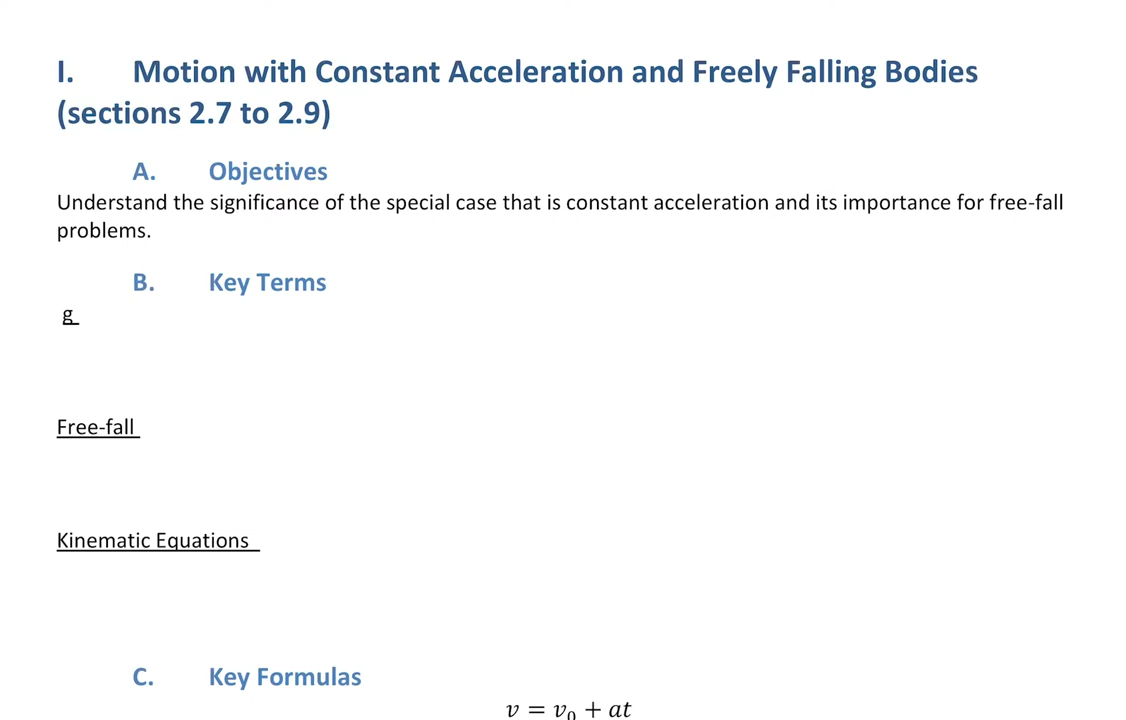 I. Motion with Constant Acceleration and Freely Falling Bodies
(sections 2.7 to 2.9)
A. Objectives
Understand the significance of the special case that is constant acceleration and its importance for free-fall
problems.
B. Key Terms
g
Free-fall
Kinematic Equations
C. Key Formulas
v = v₀ + at